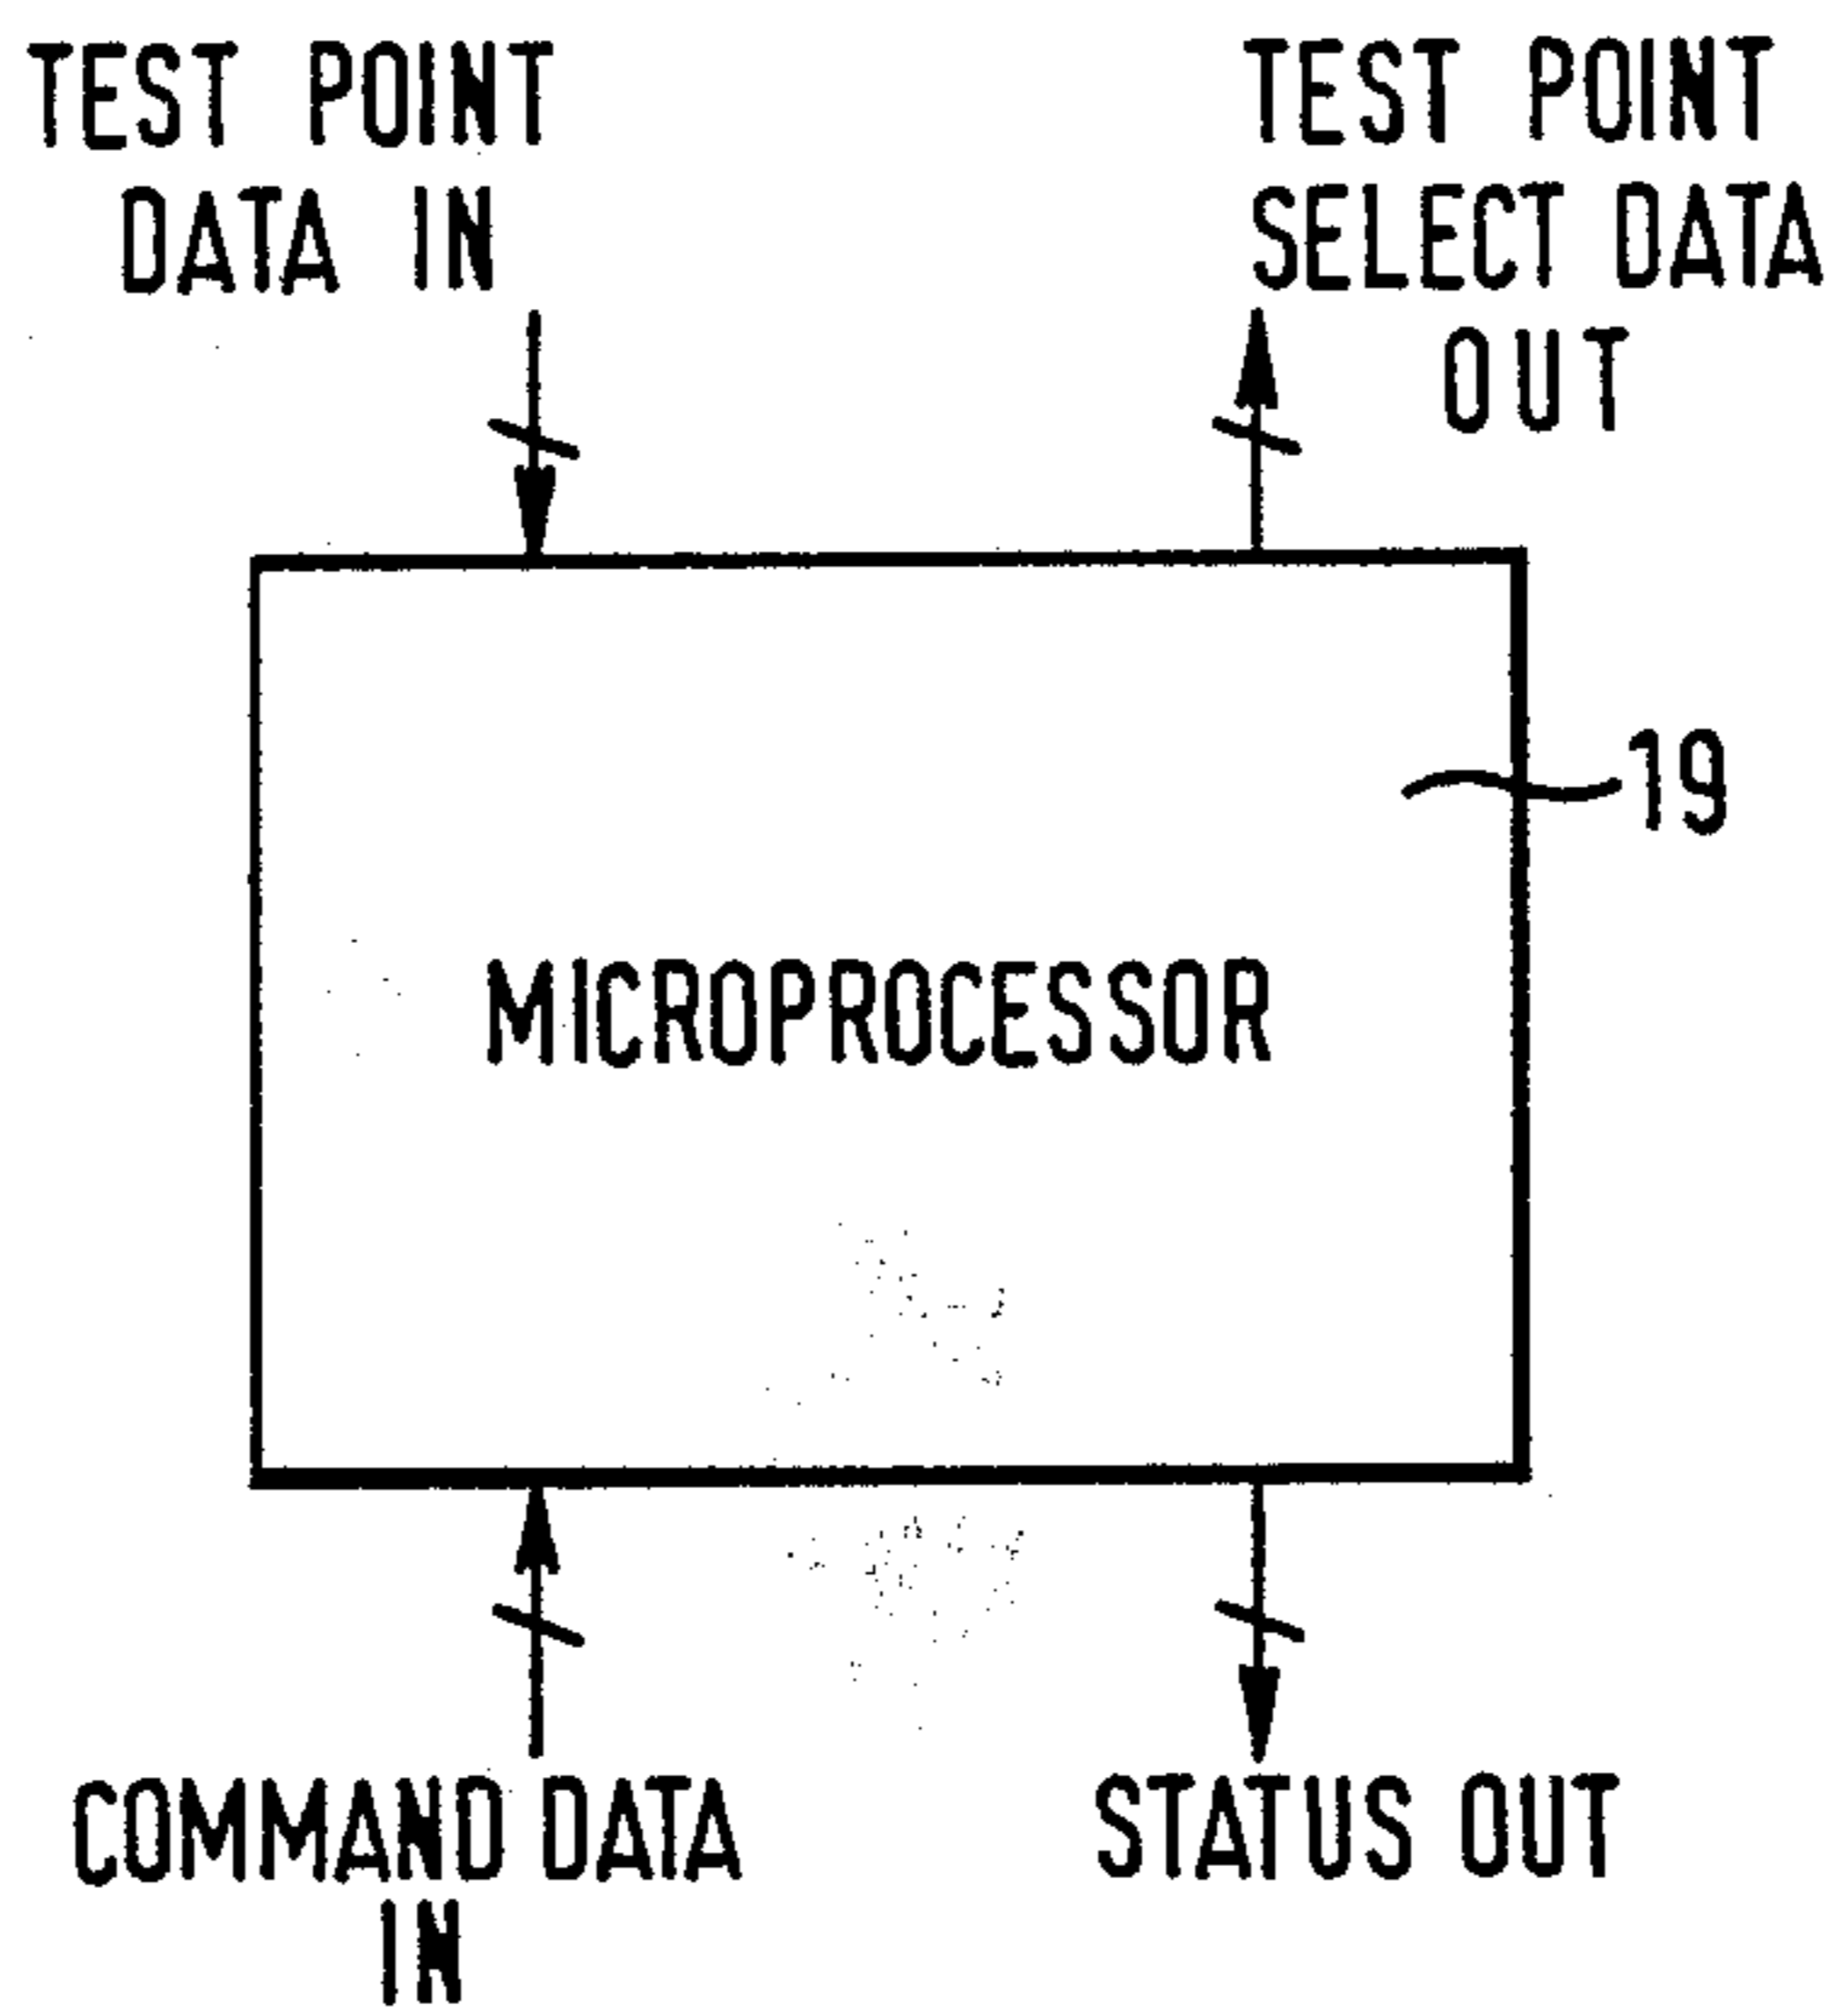 TEST POINT
DATA IN
TEST POINT
SELECT DATA
OUT
19
MICROPROCESSOR
COMMAND DATA
IN
STATUS OUT